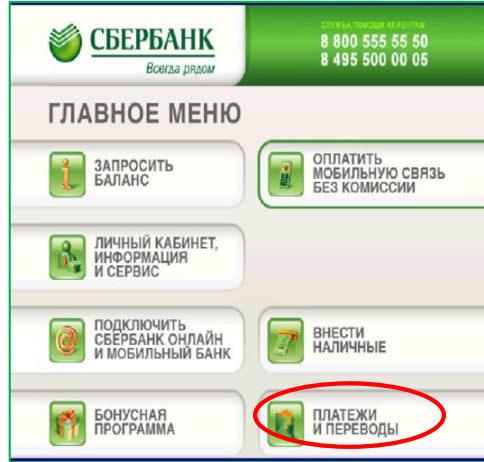 СБЕРБАНК
Всегда рядом
СЛУЖБА ПОМОЩИ КЛИЕНТАМ
8 800 555 55 50
8 495 500 00 05
ГЛАВНОЕ МЕНЮ
ЗАПРОСИТЬ
БАЛАНС
ОПЛАТИТЬ
МОБИЛЬНУЮ СВЯЗЬ
БЕЗ КОМИССИИ
ЛИЧНЫЙ КАБИНЕТ,
ИНФОРМАЦИЯ
И СЕРВИС
ПОДКЛЮЧИТЬ
СБЕРБАНК ОНЛАЙН
И МОБИЛЬНЫЙ БАНК
ВНЕСТИ
НАЛИЧНЫЕ
БОНУСНАЯ
ПРОГРАММА
ПЛАТЕЖИ
И ПЕРЕВОДЫ